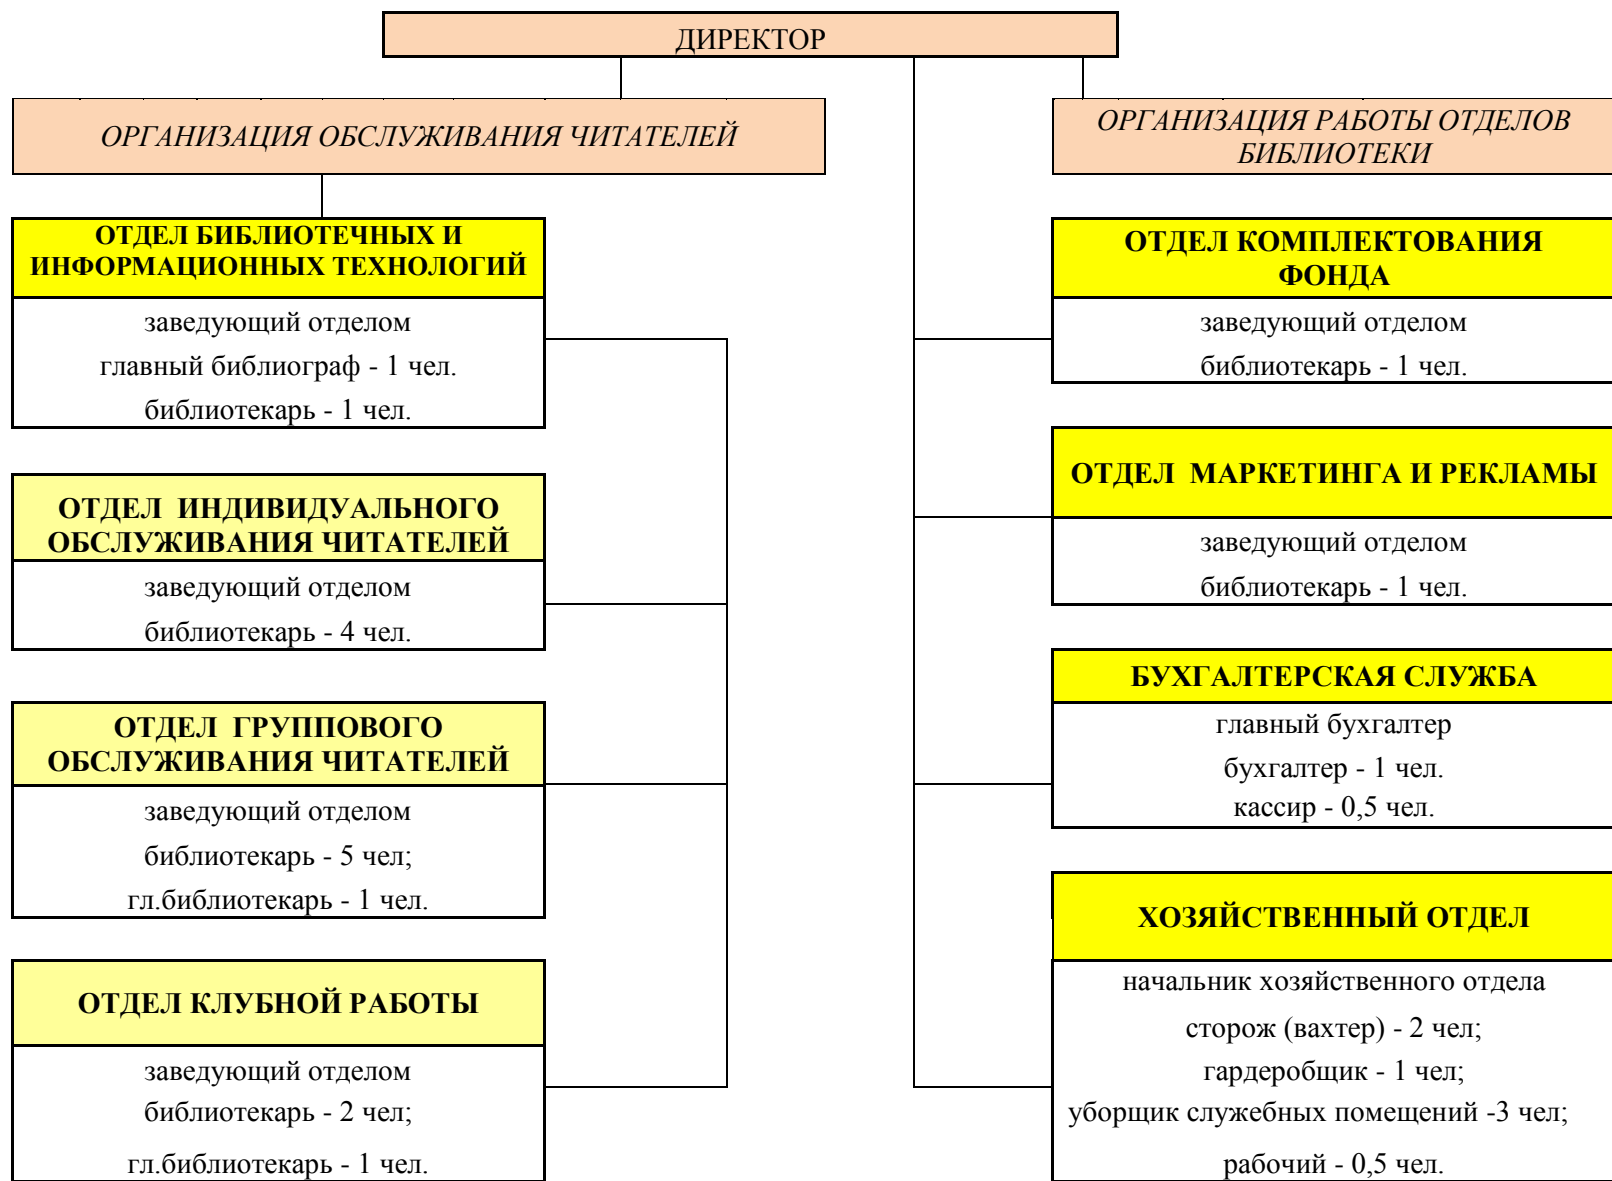 ДИРЕКТОР
ОРГАНИЗАЦИЯ ОБСЛУЖИВАНИЯ ЧИТАТЕЛЕЙ
ОТДЕЛ БИБЛИОТЕЧНЫХ И
ИНФОРМАЦИОННЫХ ТЕХНОЛОГИЙ
заведующий отделом
главный библиограф - 1 чел.
библиотекарь - 1 чел.
ОТДЕЛ ИНДИВИДУАЛЬНОГО
ОБСЛУЖИВАНИЯ ЧИТАТЕЛЕЙ
заведующий отделом
библиотекарь - 4 чел.
ОТДЕЛ ГРУППОВОГО
ОБСЛУЖИВАНИЯ ЧИТАТЕЛЕЙ
заведующий отделом
библиотекарь - 5 чел;
гл.библиотекарь - 1 чел.
ОТДЕЛ КЛУБНОЙ РАБОТЫ
заведующий отделом
библиотекарь - 2 чел;
гл.библиотекарь - 1 чел.
ОРГАНИЗАЦИЯ РАБОТЫ ОТДЕЛОВ
БИБЛИОТЕКИ
ОТДЕЛ КОМПЛЕКТОВАНИЯ
ФОНДА
заведующий отделом
библиотекарь - 1 чел.
ОТДЕЛ МАРКЕТИНГА И РЕКЛАМЫ
заведующий отделом
библиотекарь - 1 чел.
БУХГАЛТЕРСКАЯ СЛУЖБА
главный бухгалтер
бухгалтер - 1 чел.
кассир - 0,5 чел.
ХОЗЯЙСТВЕННЫЙ ОТДЕЛ
начальник хозяйственного отдела
сторож (вахтер) - 2 чел;
гардеробщик - 1 чел;
уборщик служебных помещений -3 чел;
рабочий - 0,5 чел.